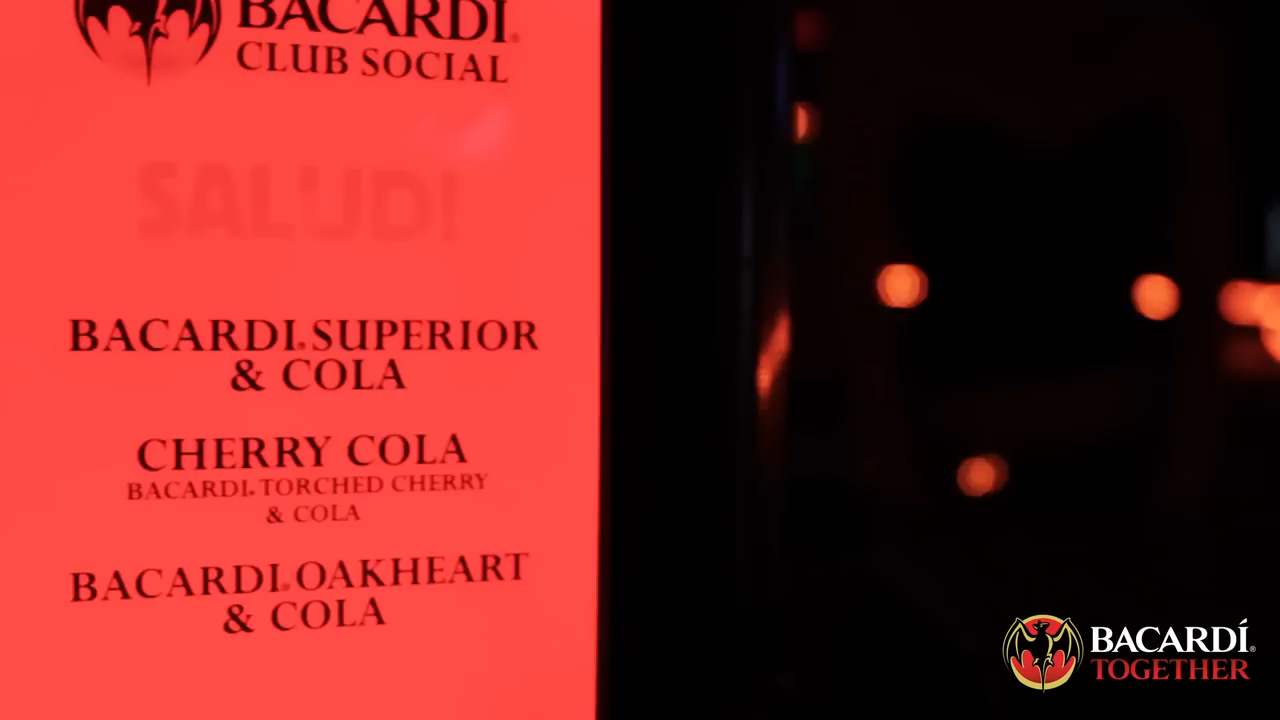 BACARDI®
CLUB SOCIAL
SALUD!
BACARDI® SUPERIOR
& COLA
CHERRY COLA
BACARDI® TORCHED CHERRY
& COLA
BACARDI® OAKHEART
& COLA
BACARDÍ®
TOGETHER